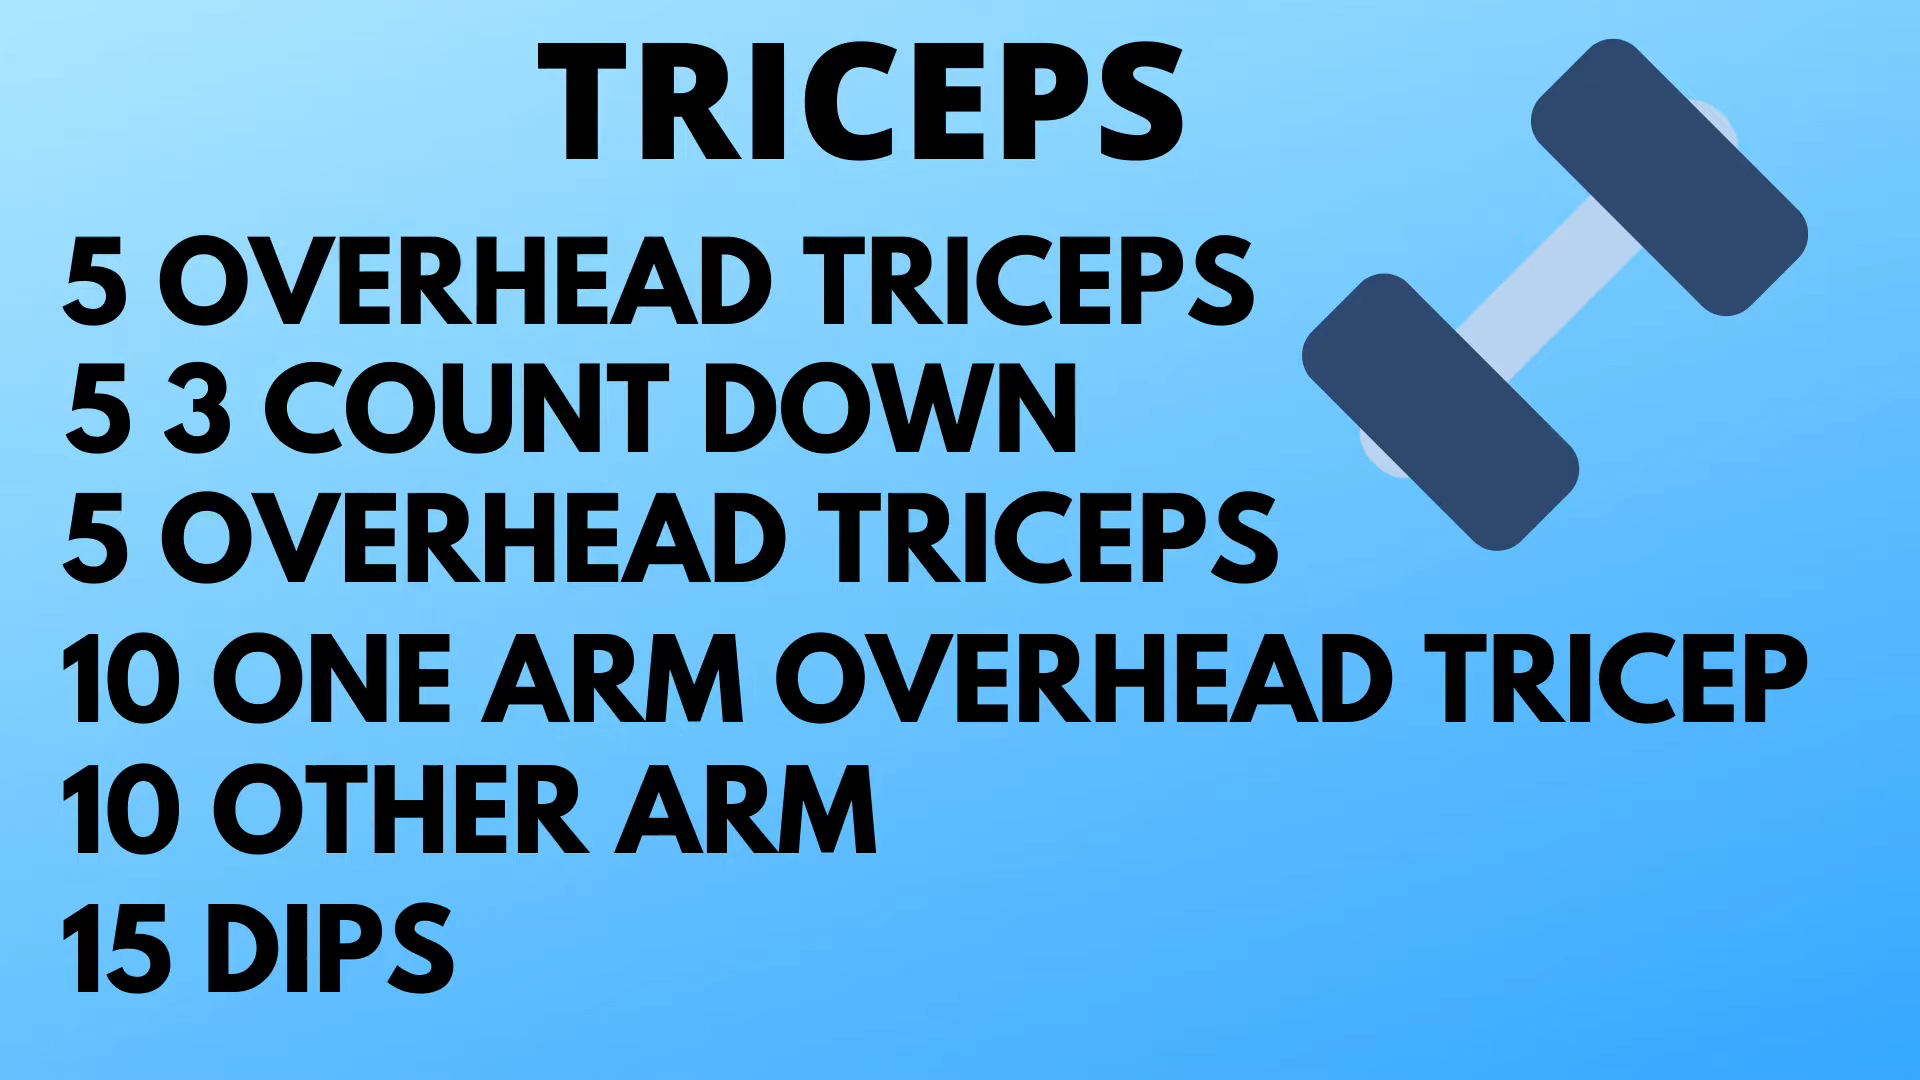 TRICEPS
5 OVERHEAD TRICEPS
5 3 COUNT DOWN
5 OVERHEAD TRICEPS
10 ONE ARM OVERHEAD TRICEP
10 OTHER ARM
15 DIPS